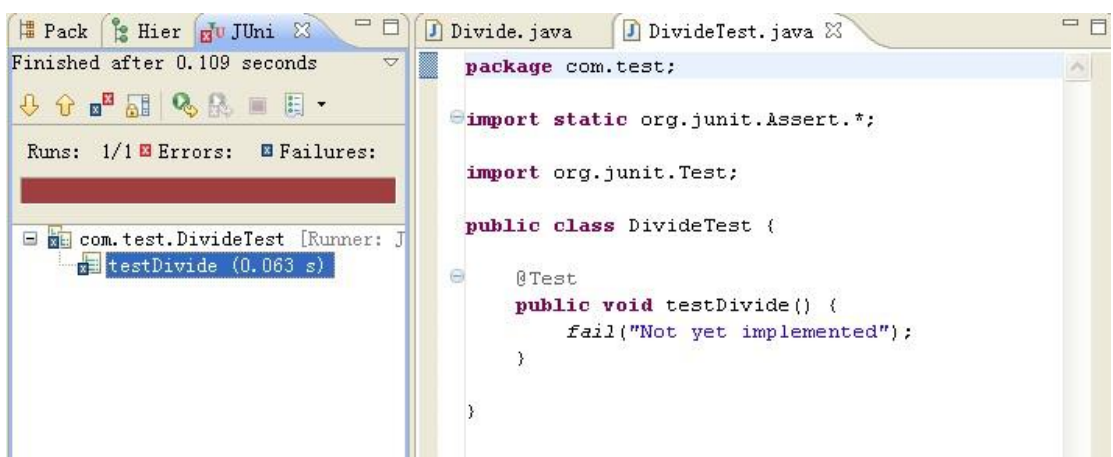 Pack Hier JUni
Finished after 0.109 seconds
Runs: 1/1 Errors: Failures:
com.test.DivideTest [Runner: J
testDivide (0.063 s)
Divide.java DivideTest.java
package com.test;
import static org.junit.Assert.*;
import org.junit.Test;
public class DivideTest {
@Test
public void testDivide() {
fail("Not yet implemented");
}
}